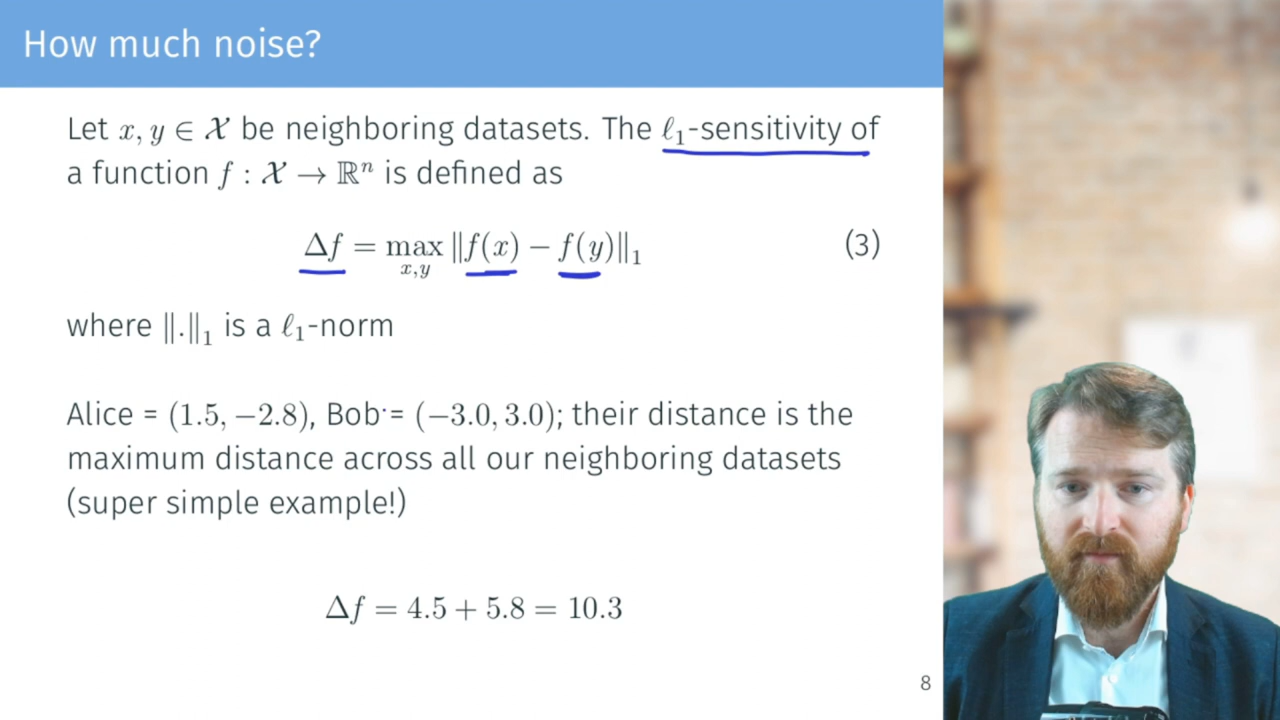 How much noise?
Let x, y ∈ 𝒳 be neighboring datasets. The ℓ₁-sensitivity of
a function f : 𝒳 → ℝⁿ is defined as
Δf = max ‖f(x) − f(y)‖₁ (3)
x,y
where ‖.‖₁ is a ℓ₁-norm
Alice = (1.5, −2.8), Bob = (−3.0, 3.0); their distance is the
maximum distance across all our neighboring datasets
(super simple example!)
Δf = 4.5 + 5.8 = 10.3
8